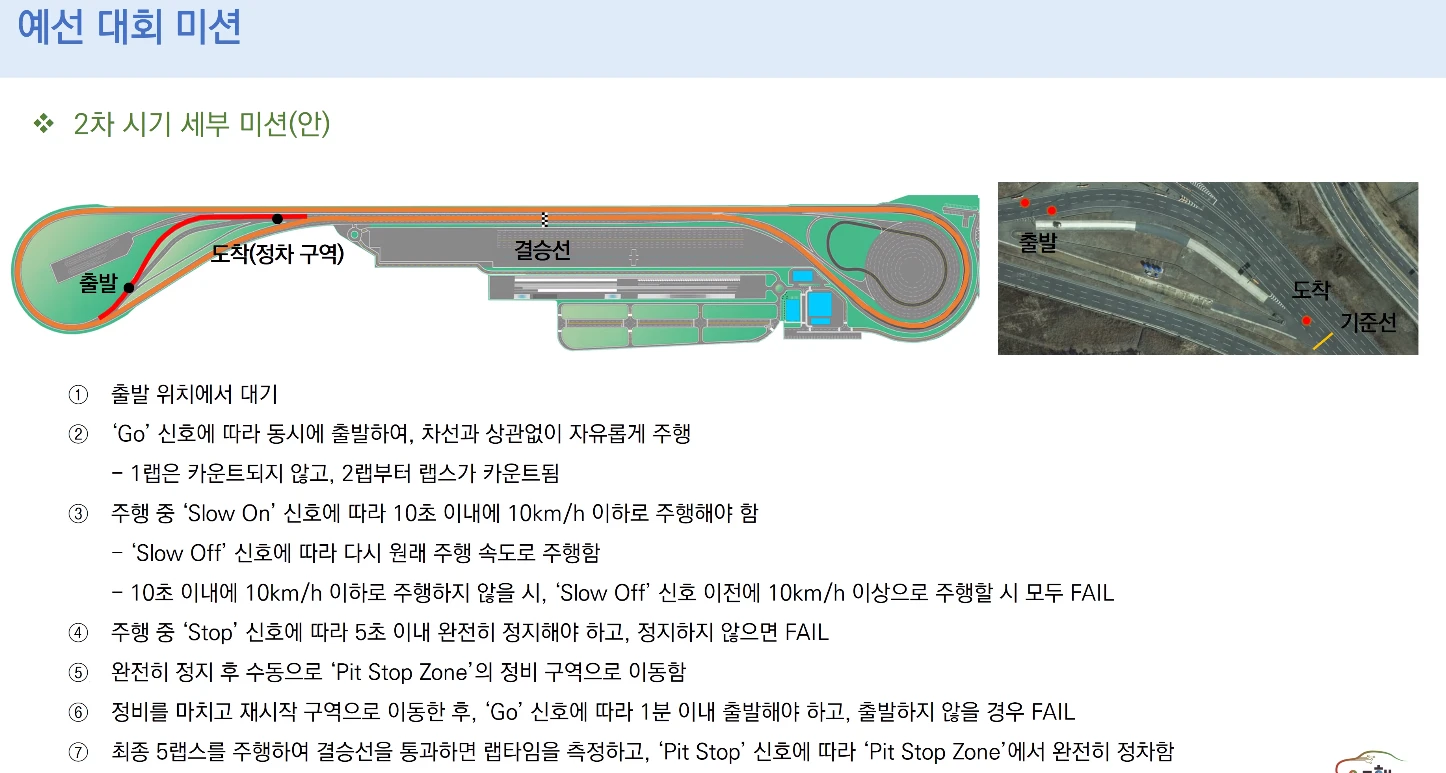 예선 대회 미션
❖ 2차 시기 세부 미션(안)
출발
도착(정차 구역)
결승선
출발
도착
기준선
① 출발 위치에서 대기
② ‘Go’ 신호에 따라 동시에 출발하여, 차선과 상관없이 자유롭게 주행
- 1랩은 카운트되지 않고, 2랩부터 랩스가 카운트됨
③ 주행 중 ‘Slow On’ 신호에 따라 10초 이내에 10km/h 이하로 주행해야 함
- ‘Slow Off’ 신호에 따라 다시 원래 주행 속도로 주행함
- 10초 이내에 10km/h 이하로 주행하지 않을 시, ‘Slow Off’ 신호 이전에 10km/h 이상으로 주행할 시 모두 FAIL
④ 주행 중 ‘Stop’ 신호에 따라 5초 이내 완전히 정지해야 하고, 정지하지 않으면 FAIL
⑤ 완전히 정지 후 수동으로 ‘Pit Stop Zone’의 정비 구역으로 이동함
⑥ 정비를 마치고 재시작 구역으로 이동한 후, ‘Go’ 신호에 따라 1분 이내 출발해야 하고, 출발하지 않을 경우 FAIL
⑦ 최종 5랩스를 주행하여 결승선을 통과하면 랩타임을 측정하고, ‘Pit Stop’ 신호에 따라 ‘Pit Stop Zone’에서 완전히 정차함